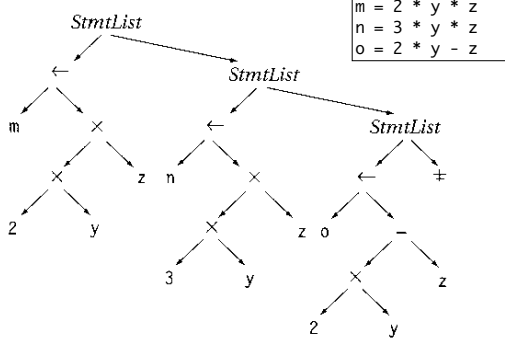 StmtList
m = 2 * y * z
n = 3 * y * z
o = 2 * y - z
← StmtList
m × ← StmtList
× z n × ← ∓
2 y × z o −
3 y × z
2 y